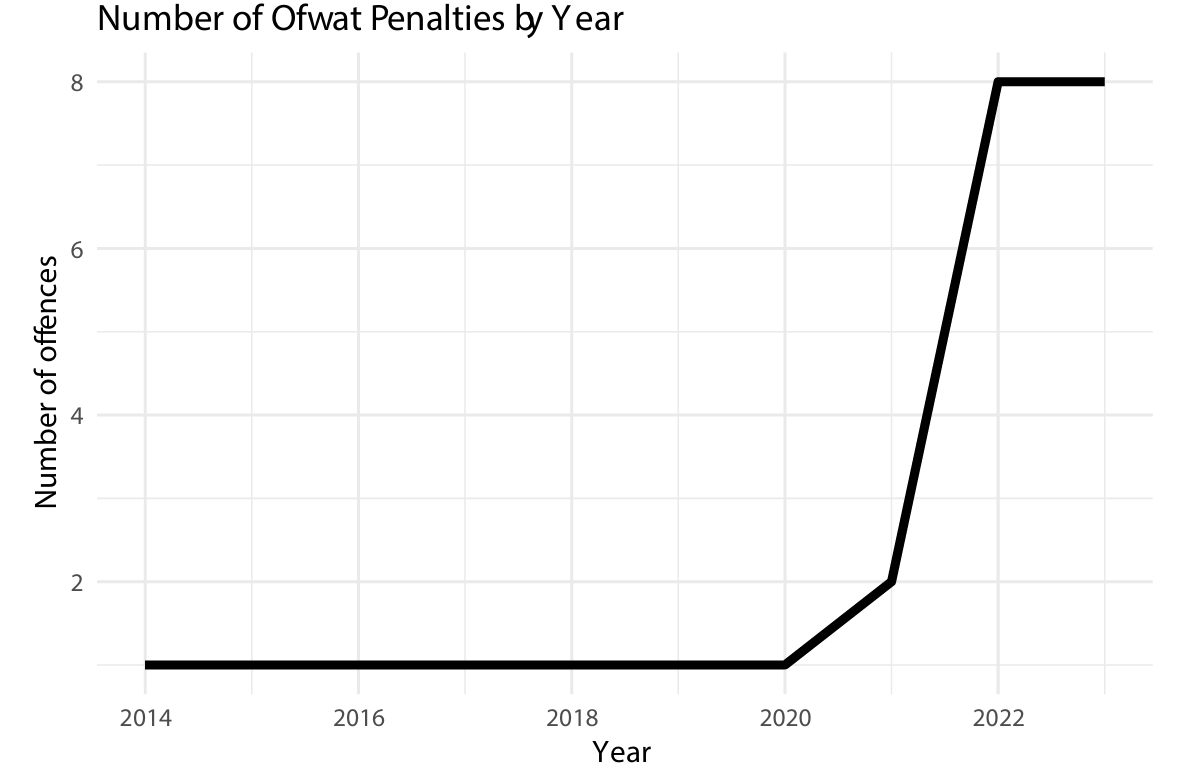 Number of Ofwat Penalties by Year
8
6
4
2
Number of offences
2014 2016 2018 2020 2022
Year